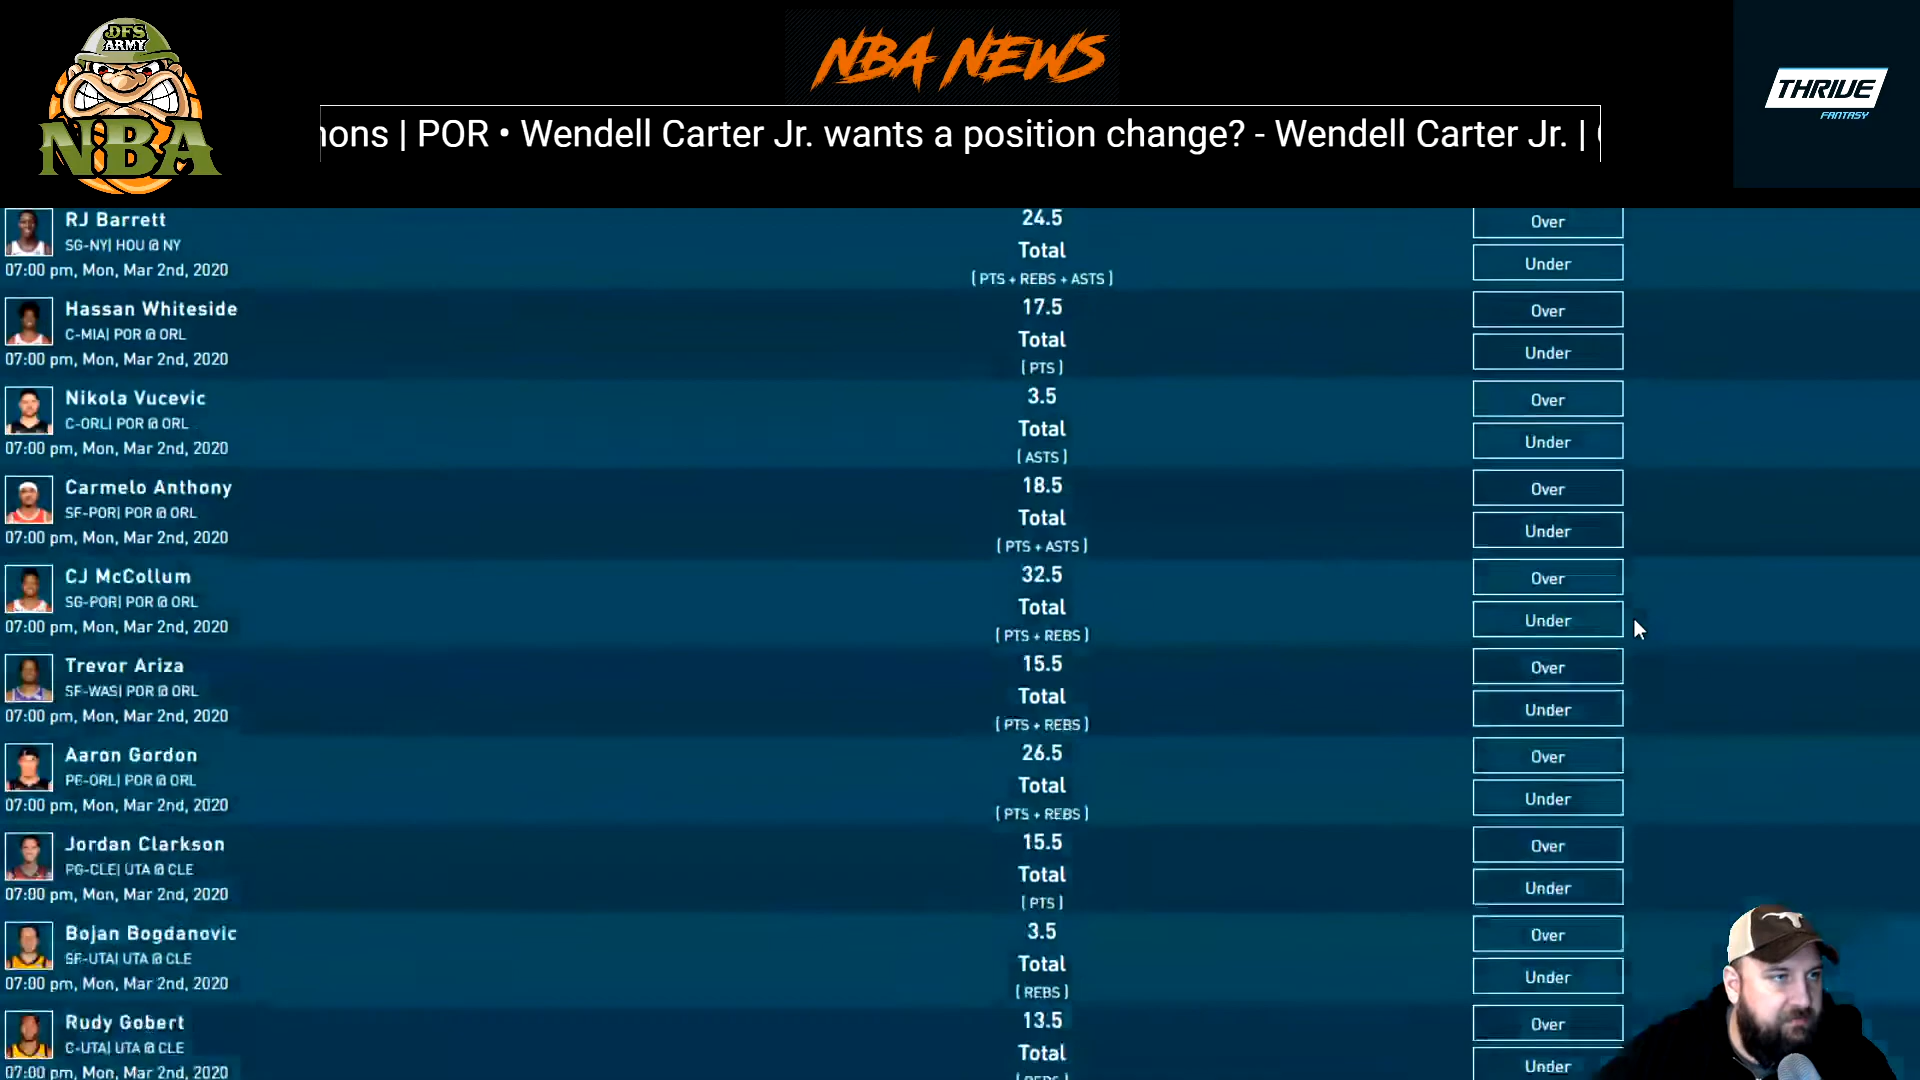 DFS
ARMY
NBA
NBA NEWS
THRIVE
FANTASY
nons | POR • Wendell Carter Jr. wants a position change? - Wendell Carter Jr. |
RJ Barrett
SG-NY| HOU @ NY
07:00 pm, Mon, Mar 2nd, 2020
24.5
Total
( PTS + REBS + ASTS )
Over
Under
Hassan Whiteside
C-MIA| POR @ ORL
07:00 pm, Mon, Mar 2nd, 2020
17.5
Total
( PTS )
Over
Under
Nikola Vucevic
C-ORL| POR @ ORL
07:00 pm, Mon, Mar 2nd, 2020
3.5
Total
( ASTS )
Over
Under
Carmelo Anthony
SF-POR| POR @ ORL
07:00 pm, Mon, Mar 2nd, 2020
18.5
Total
( PTS + ASTS )
Over
Under
CJ McCollum
SG-POR| POR @ ORL
07:00 pm, Mon, Mar 2nd, 2020
32.5
Total
( PTS + REBS )
Over
Under
Trevor Ariza
SF-WAS| POR @ ORL
07:00 pm, Mon, Mar 2nd, 2020
15.5
Total
( PTS + REBS )
Over
Under
Aaron Gordon
PF-ORL| POR @ ORL
07:00 pm, Mon, Mar 2nd, 2020
26.5
Total
( PTS + REBS )
Over
Under
Jordan Clarkson
PG-CLE| UTA @ CLE
07:00 pm, Mon, Mar 2nd, 2020
15.5
Total
( PTS )
Over
Under
Bojan Bogdanovic
SF-UTA| UTA @ CLE
07:00 pm, Mon, Mar 2nd, 2020
3.5
Total
( REBS )
Over
Under
Rudy Gobert
C-UTA| UTA @ CLE
07:00 pm, Mon, Mar 2nd, 2020
13.5
Total
Over
Under